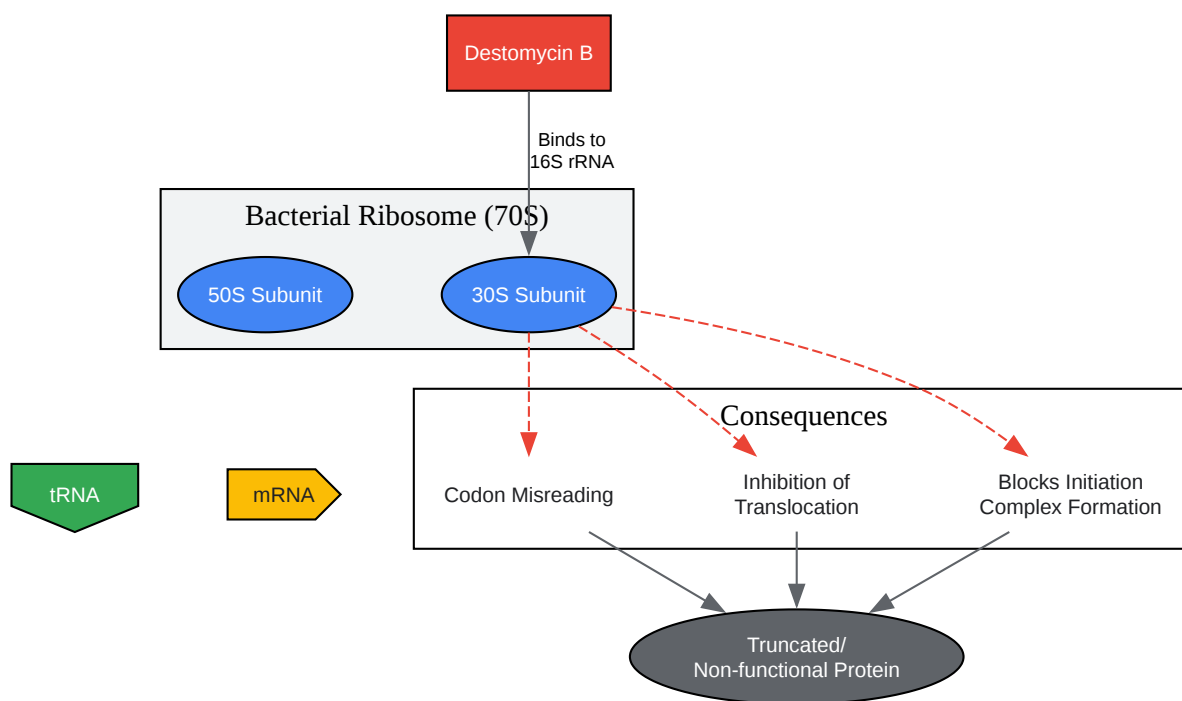 Destomycin B
Binds to
16S rRNA
Bacterial Ribosome (70S)
50S Subunit
30S Subunit
Consequences
tRNA
mRNA
Codon Misreading
Inhibition of
Translocation
Blocks Initiation
Complex Formation
Truncated/
Non-functional Protein